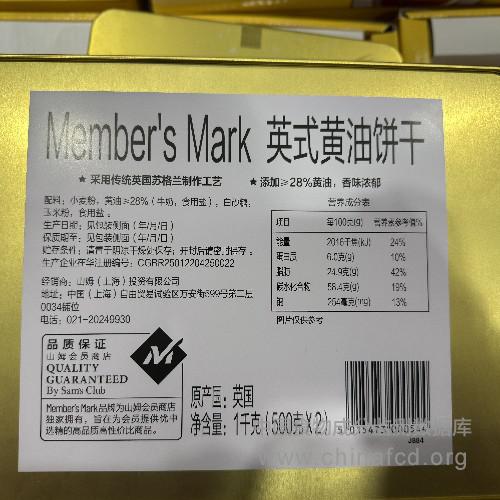 Member's Mark 英式黄油饼干
★ 采用传统英国苏格兰制作工艺 ★ 添加≥28%黄油，香味浓郁
配料：小麦粉，黄油≥28%（牛奶，食用盐），白砂糖，
玉米粉，食用盐。
生产日期：见包装侧面（年/月/日）
保质期至：见包装侧面（年/月/日）
贮存条件：请置于阴凉干燥处保存；开封后请密封保存。
生产企业在华注册编号：CGBR25012204260022
经销商：山姆（上海）投资有限公司
地址：中国（上海）自由贸易试验区万安街599号第二层
0034铺位
电话：021-20249930
营养成分表
项目 每100克(g) 营养素参考值%
能量 2016千焦(kJ) 24%
蛋白质 6.0克(g) 10%
脂肪 24.9克(g) 42%
碳水化合物 58.4克(g) 19%
钠 264毫克(mg) 13%
图片仅供参考
品质保证
山姆会员商店
QUALITY
GUARANTEED
By Sam's Club
M
Member's Mark品牌为山姆会员商店
独家拥有，旨在为会员提供优中
选精的高品质高性价比商品。
原产国：英国
净含量：1千克（500克X2）
J884
www.chinafcd.org